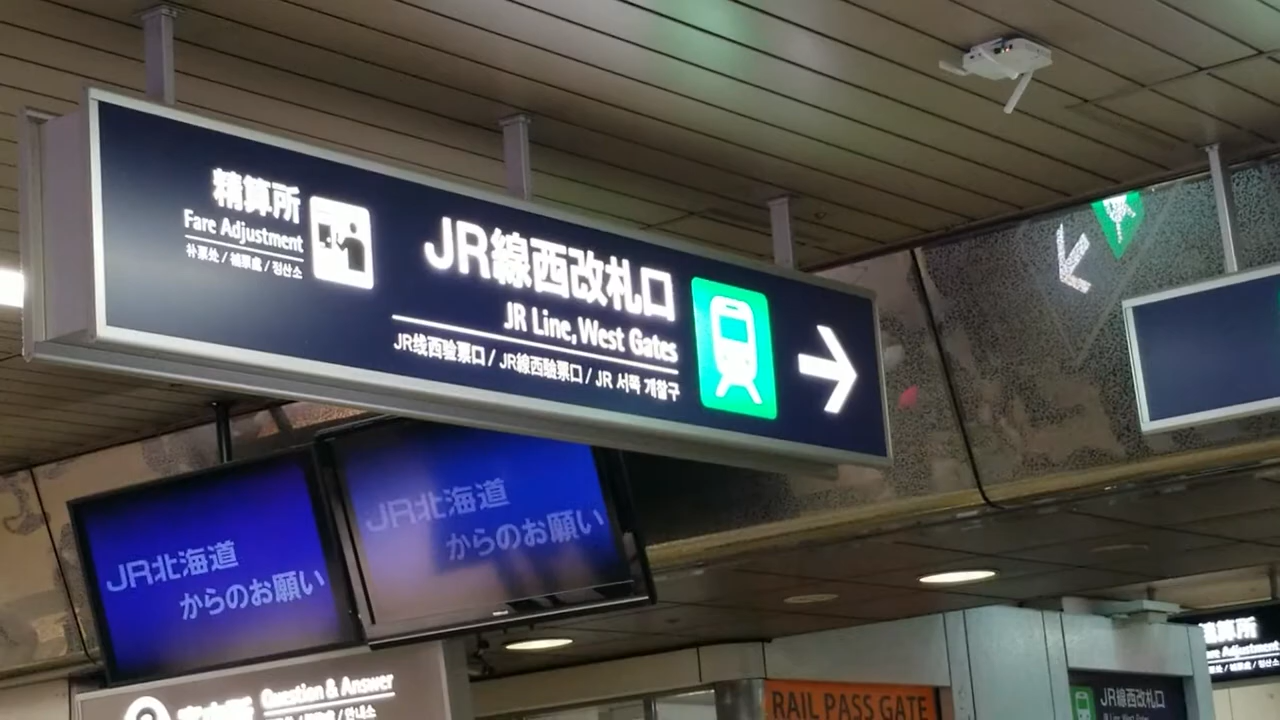 精算所
Fare Adjustment
补票处 / 補票處 / 정산소
JR線西改札口
JR Line, West Gates
JR线西验票口 / JR線西驗票口 / JR 서쪽 개찰구
JR北海道
からのお願い
JR北海道
からのお願い
Question & Answer
RAIL PASS GATE
JR線西改札口
精算所
Fare Adjustment